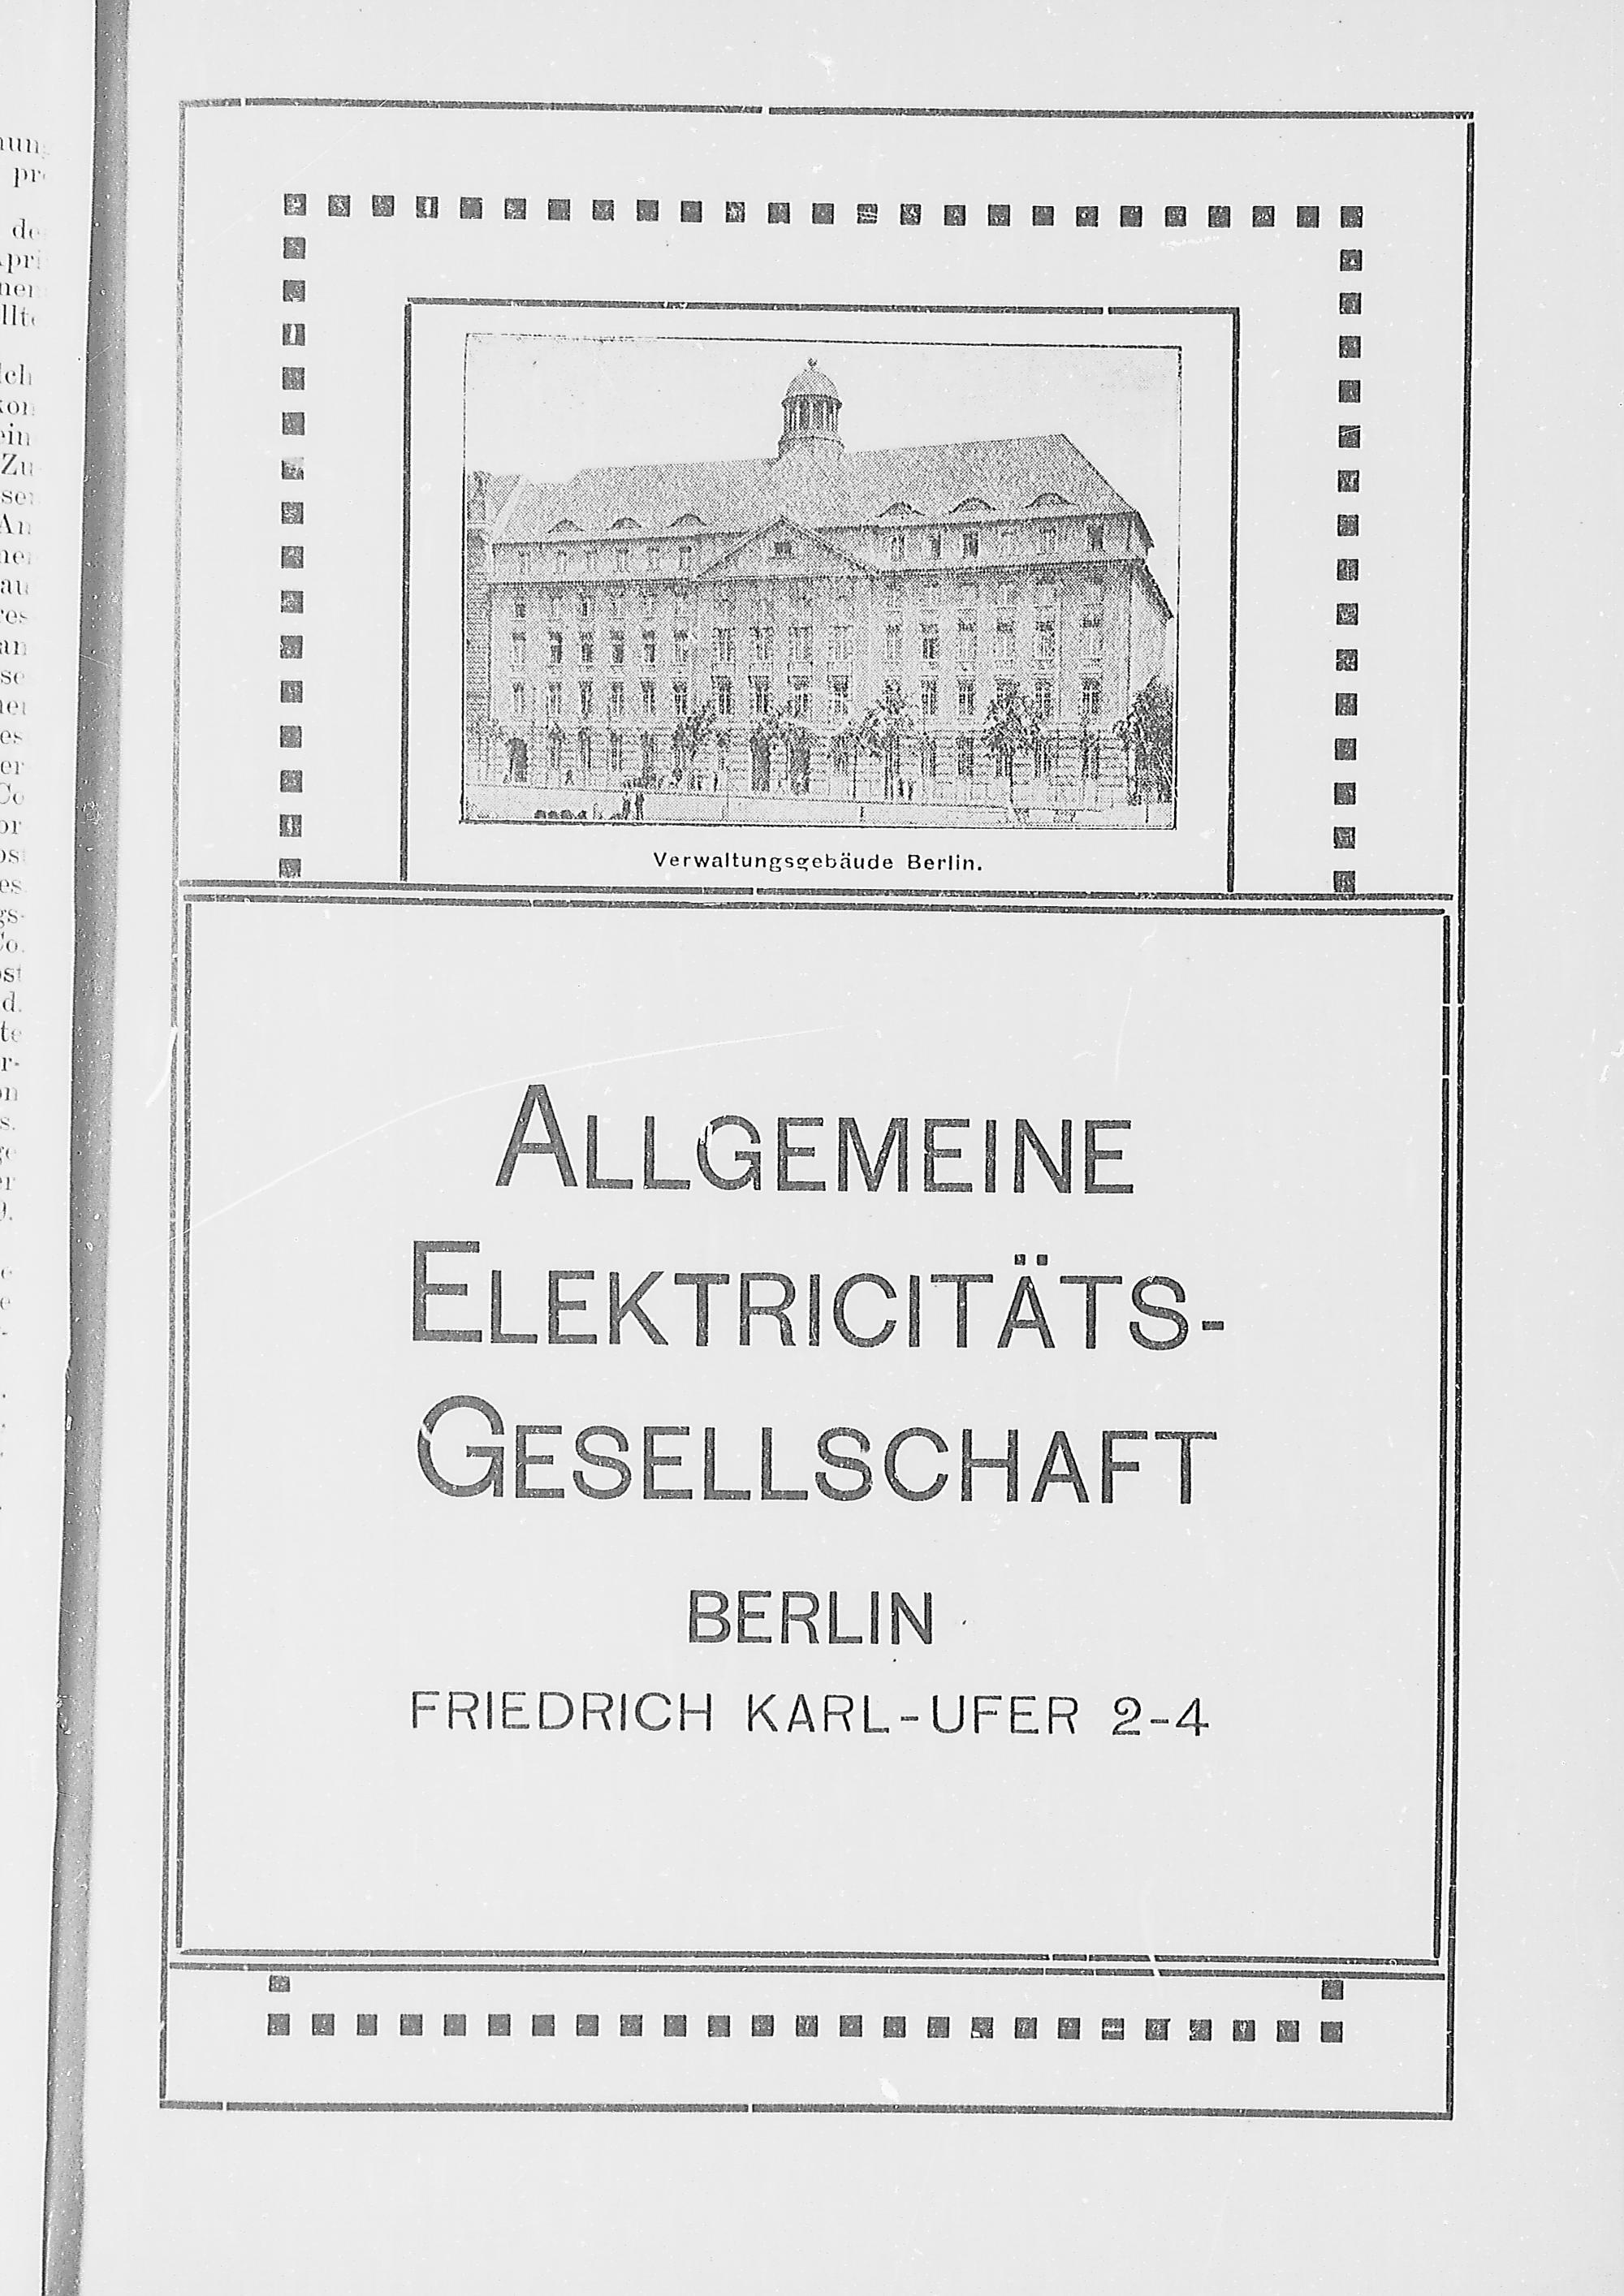 Verwaltungsgebäude Berlin.
ALLGEMEINE
ELEKTRICITÄTS-
GESELLSCHAFT
BERLIN
FRIEDRICH KARL-UFER 2-4